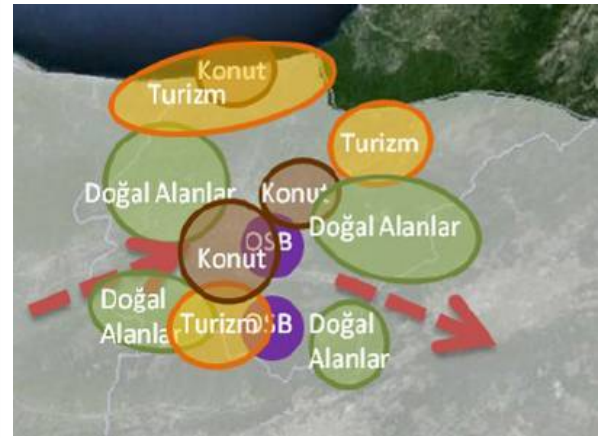 Konut
Turizm
Turizm
Doğal Alanlar
Konut
Doğal Alanlar
OSB
Konut
Doğal
Alanlar
Turizm
OSB
Doğal
Alanlar